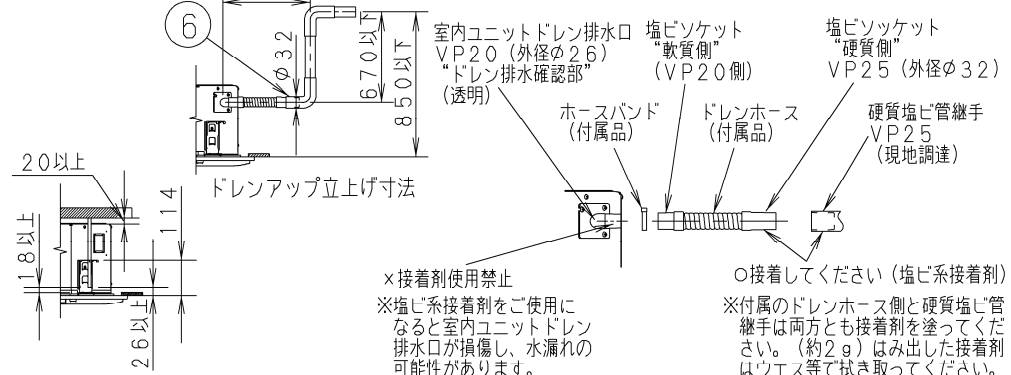 6
φ32
670以下
850以下
ドレンアップ立上げ寸法
20以上
114
18以上
26以上
室内ユニットドレン排水口
VP20(外径φ26)
“ドレン排水確認部”
(透明)
塩ビソケット
“軟質側”
(VP20側)
塩ビソッケット
“硬質側”
VP25(外径φ32)
ホースバンド
(付属品)
ドレンホース
(付属品)
硬質塩ビ管継手
VP25
(現地調達)
×接着剤使用禁止
※塩ビ系接着剤をご使用に
なると室内ユニットドレン
排水口が損傷し、水漏れの
可能性があります。
○接着してください(塩ビ系接着剤)
※付属のドレンホース側と硬質塩ビ管
継手は両方とも接着剤を塗ってくだ
さい。(約2g)はみ出した接着剤
はウエス等で拭き取ってください。